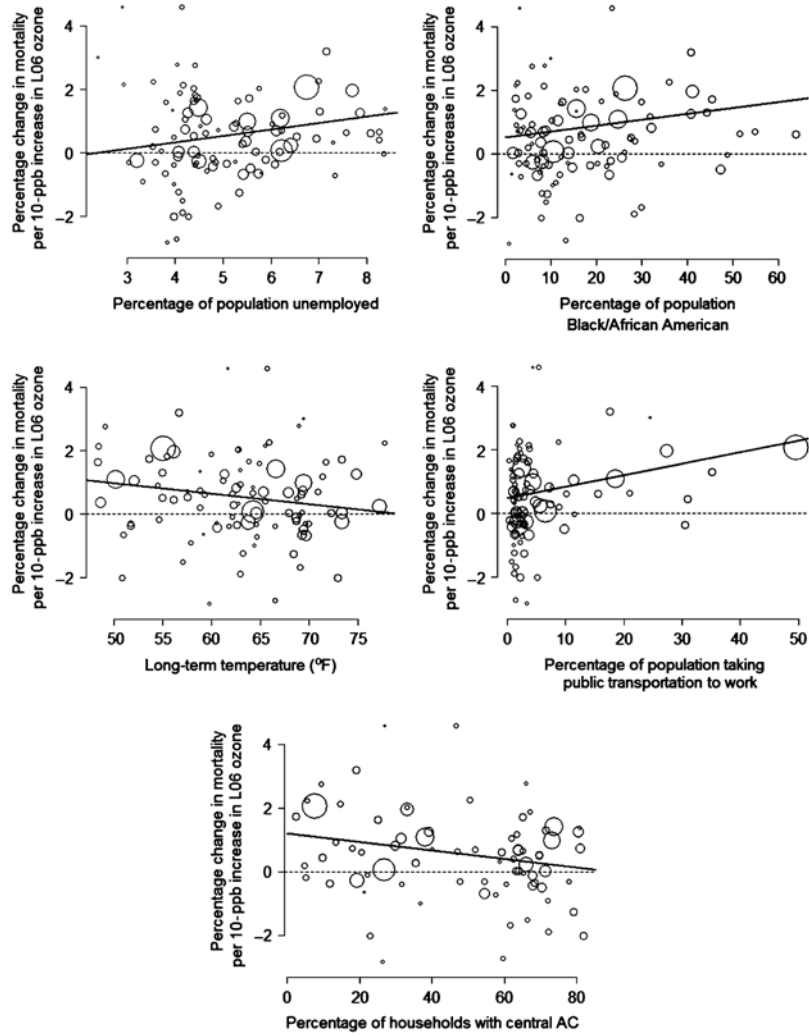 Percentage change in mortality
per 10-ppb increase in L06 ozone
4
2
0
–2
3 4 5 6 7 8
Percentage of population unemployed
Percentage change in mortality
per 10-ppb increase in L06 ozone
4
2
0
–2
0 10 20 30 40 50 60
Percentage of population
Black/African American
Percentage change in mortality
per 10-ppb increase in L06 ozone
4
2
0
–2
50 55 60 65 70 75
Long-term temperature (ºF)
Percentage change in mortality
per 10-ppb increase in L06 ozone
4
2
0
–2
0 10 20 30 40 50
Percentage of population taking
public transportation to work
Percentage change in mortality
per 10-ppb increase in L06 ozone
4
2
0
–2
0 20 40 60 80
Percentage of households with central AC